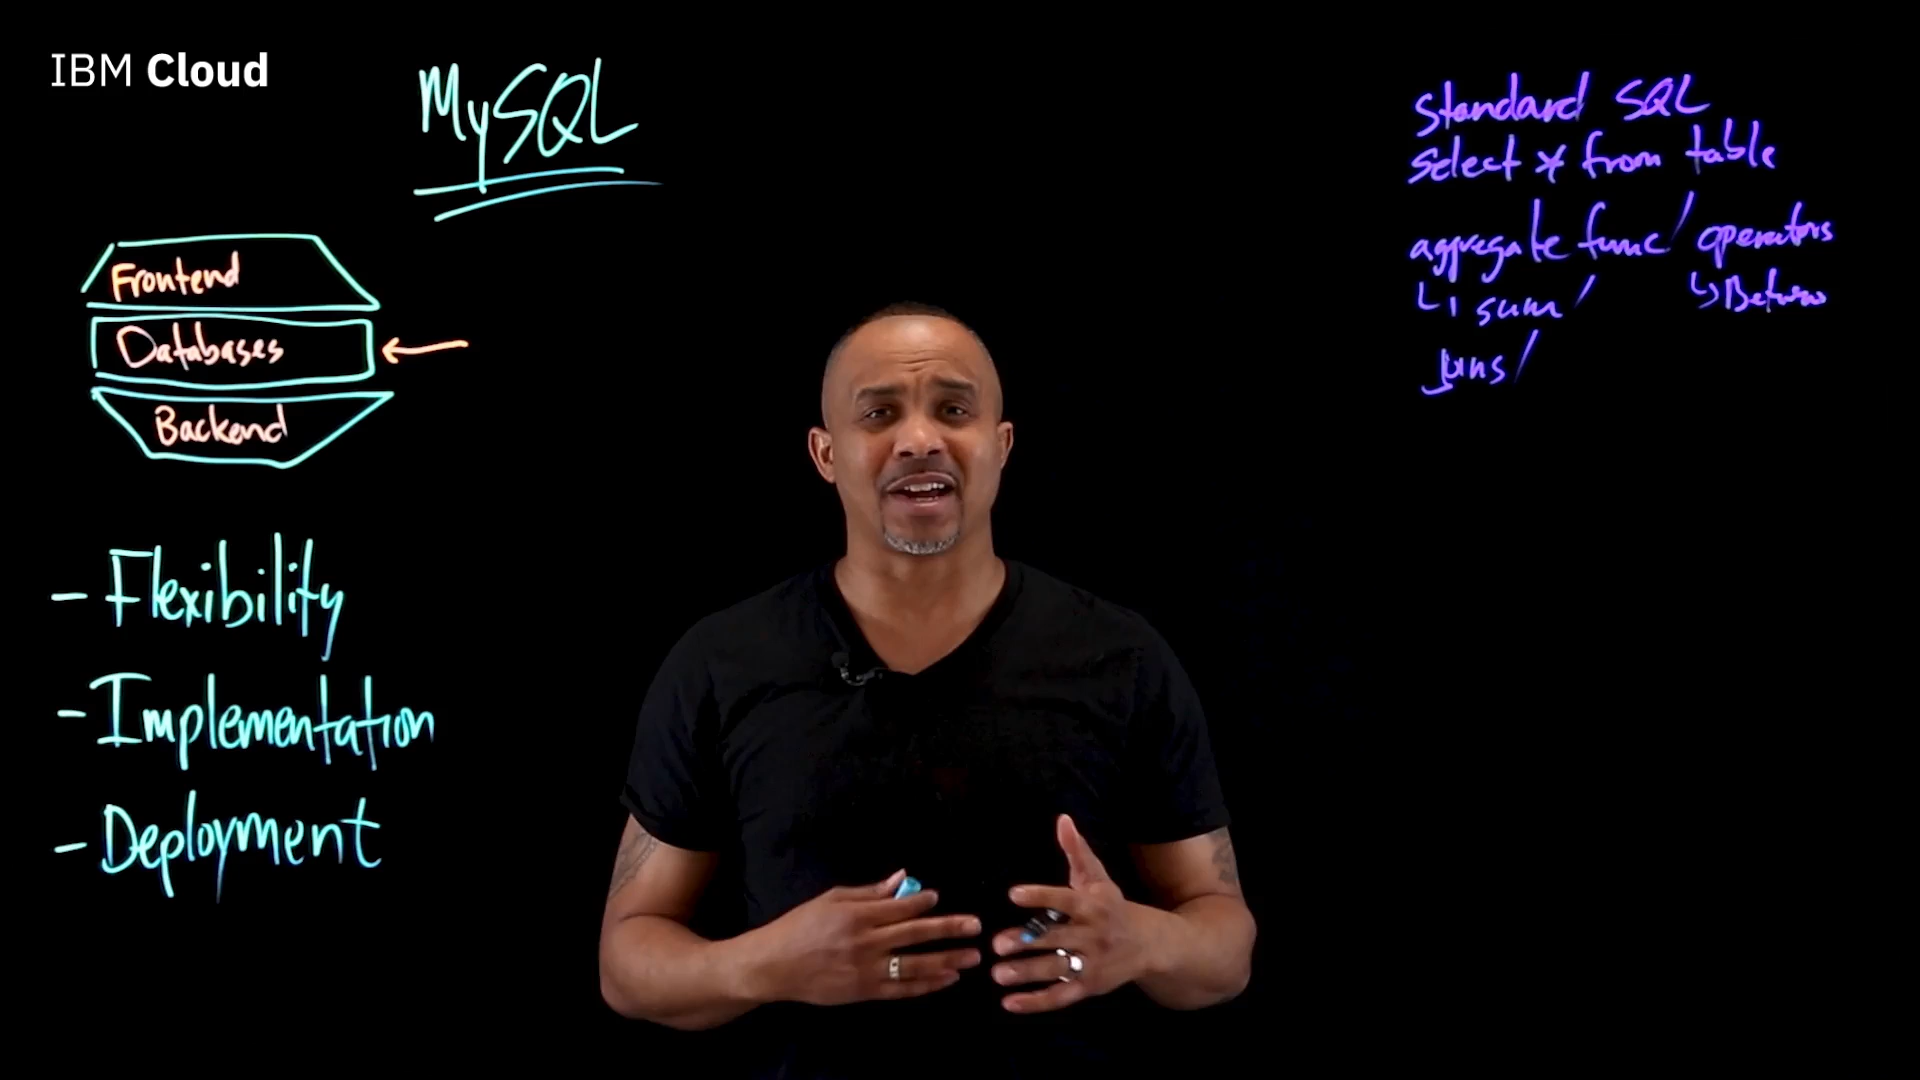 IBM Cloud
MySQL
Frontend
Databases
Backend
- Flexibility
- Implementation
- Deployment
Standard SQL
Select * from table
aggregate func / operators
sum /
joins /